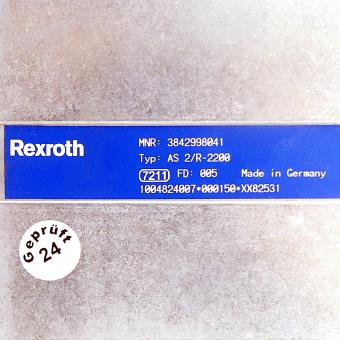 Rexroth
MNR: 3842998041
Typ: AS 2/R-2200
7211 FD: 005 Made in Germany
1004824007*000150*XX82531
Geprüft
24